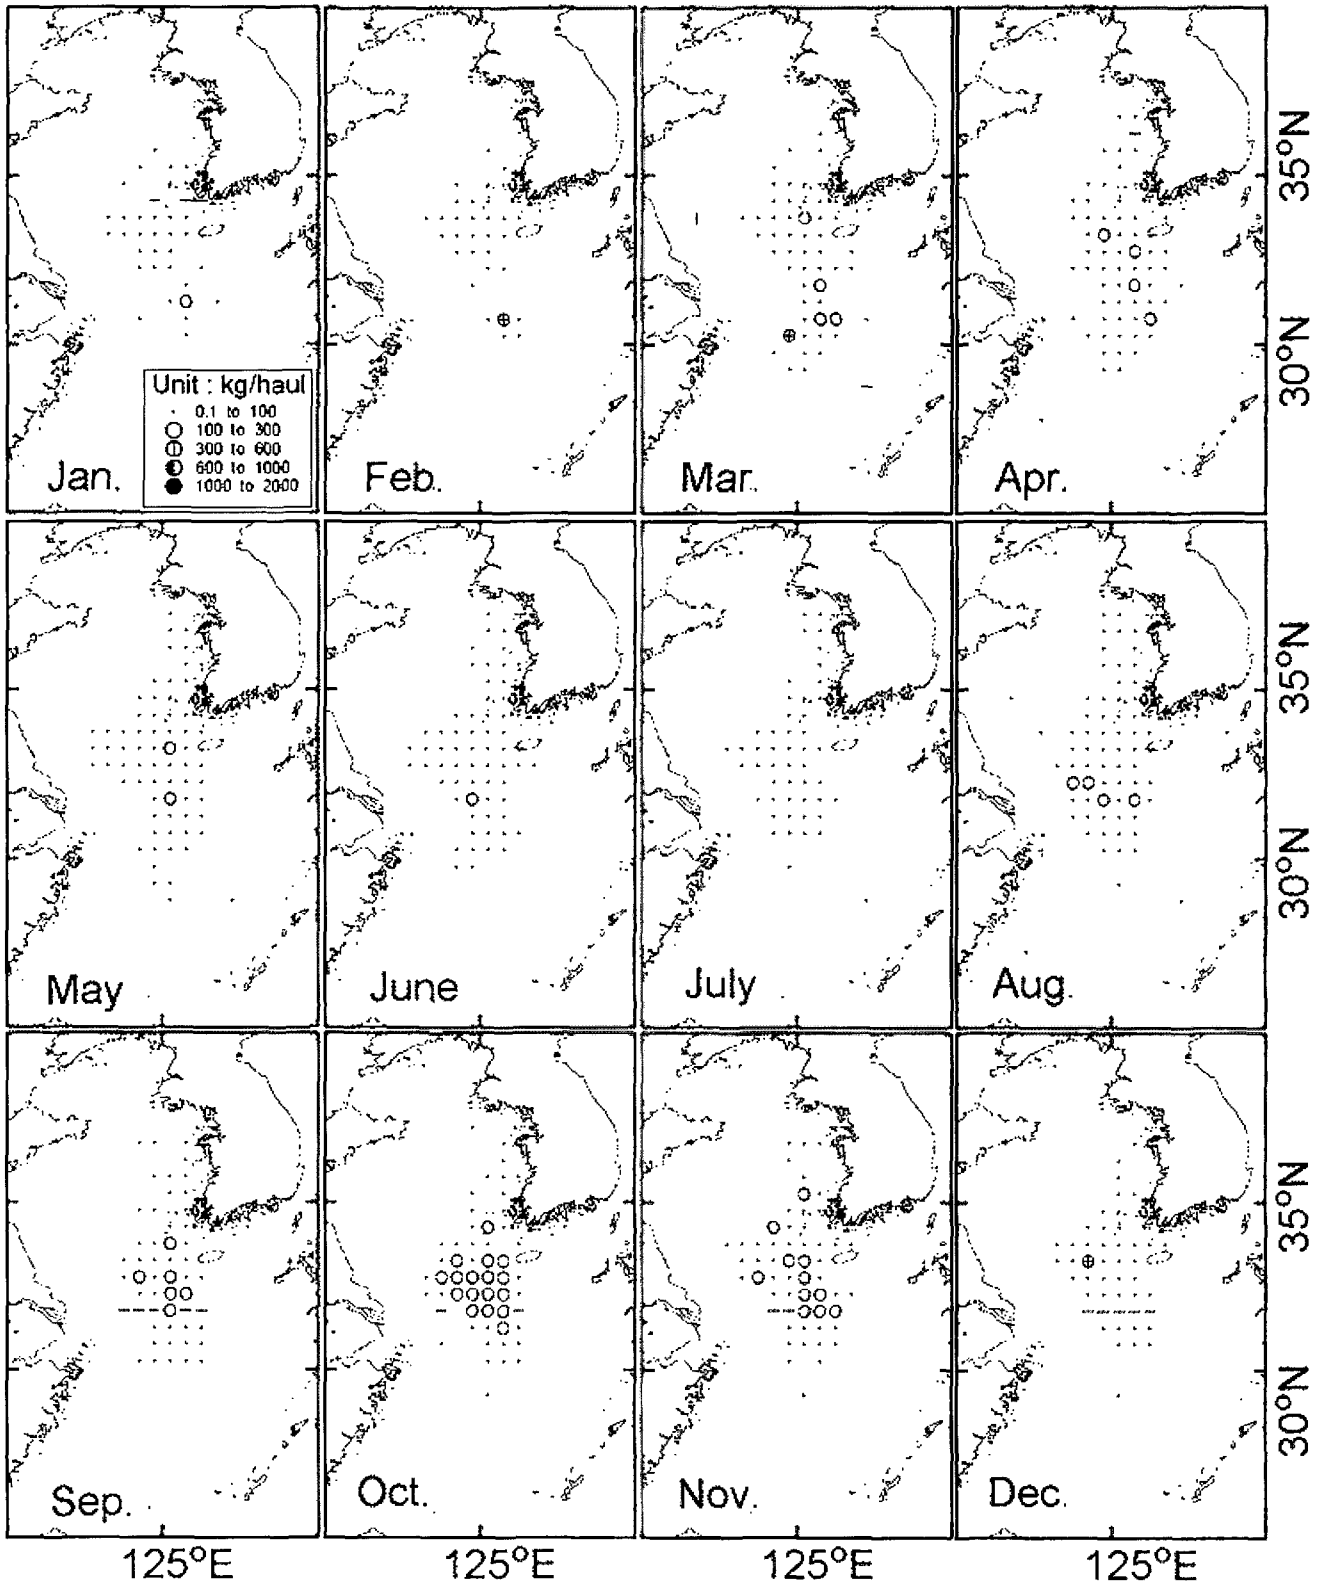 35°N
30°N
Unit : kg/haul
0.1 to 100
100 to 300
300 to 600
600 to 1000
1000 to 2000
Jan.
Feb.
Mar.
Apr.
35°N
30°N
May
June
July
Aug.
35°N
30°N
Sep.
Oct.
Nov.
Dec.
125°E
125°E
125°E
125°E